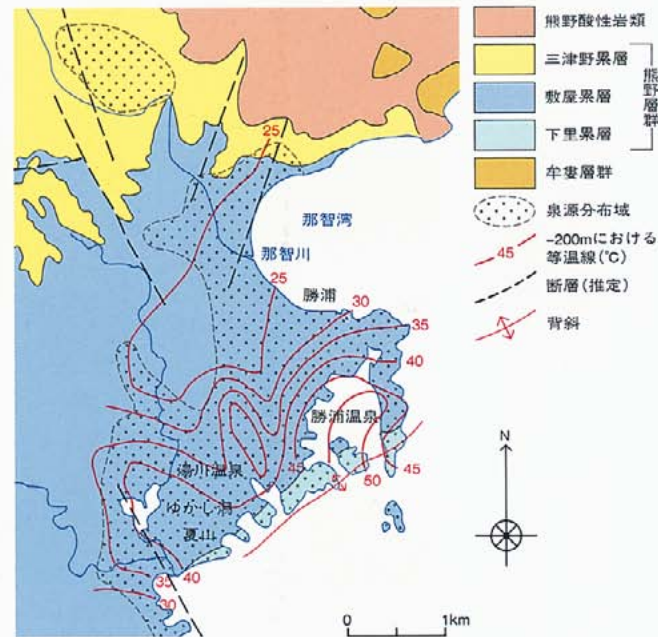 熊野酸性岩類
三津野累層
敷屋累層
下里累層
熊野層群
牟婁層群
泉源分布域
45
-200mにおける
等温線(℃)
断層(推定)
背斜
N
25
那智湾
那智川
25
勝浦
30
35
40
勝浦温泉
湯川温泉
45
50
45
ゆかし潟
夏山
40
35
30
0
1km